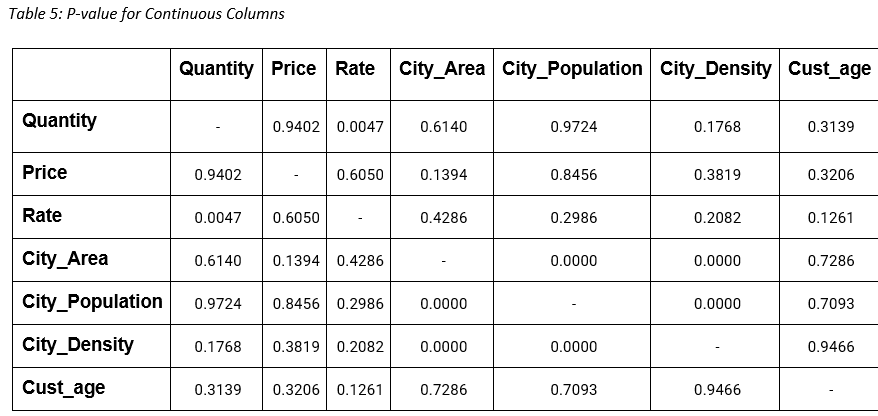 Table 5: P-value for Continuous Columns
Quantity Price Rate City_Area City_Population City_Density Cust_age
Quantity - 0.9402 0.0047 0.6140 0.9724 0.1768 0.3139
Price 0.9402 - 0.6050 0.1394 0.8456 0.3819 0.3206
Rate 0.0047 0.6050 - 0.4286 0.2986 0.2082 0.1261
City_Area 0.6140 0.1394 0.4286 - 0.0000 0.0000 0.7286
City_Population 0.9724 0.8456 0.2986 0.0000 - 0.0000 0.7093
City_Density 0.1768 0.3819 0.2082 0.0000 0.0000 - 0.9466
Cust_age 0.3139 0.3206 0.1261 0.7286 0.7093 0.9466 -